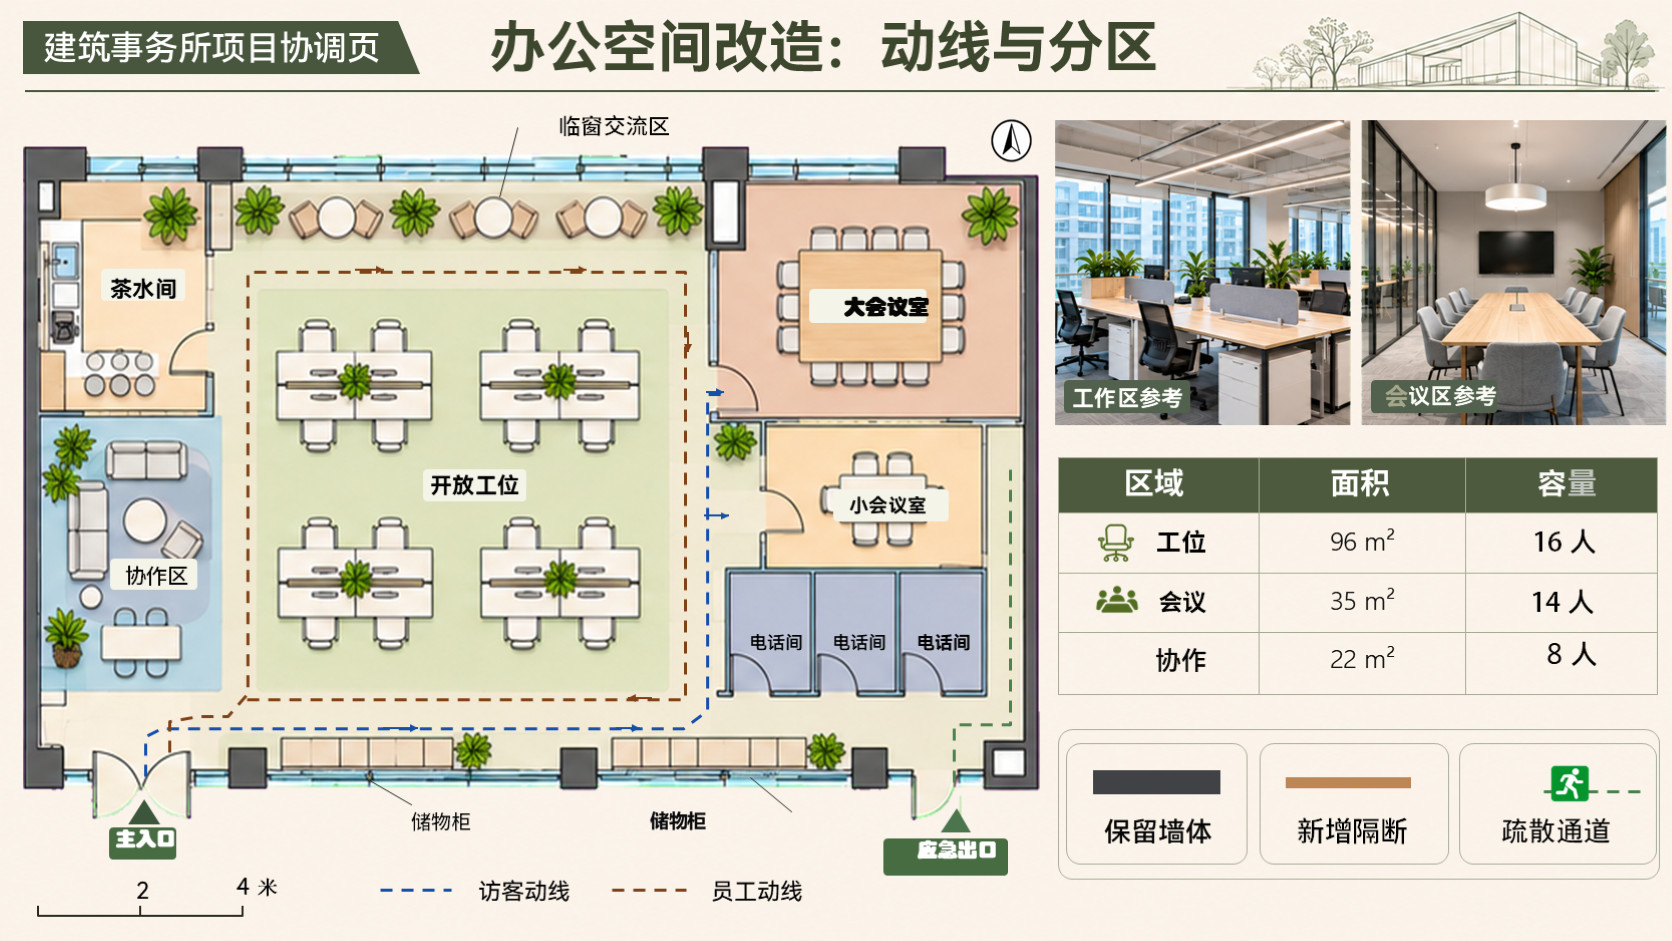 建筑事务所项目协调页
办公空间改造：动线与分区
临窗交流区
茶水间
大会议室
开放工位
小会议室
协作区
电话间
电话间
电话间
储物柜
储物柜
主入口
应急出口
2
4 米
访客动线
员工动线
工作区参考
会议区参考
区域 面积 容量
工位 96 m² 16 人
会议 35 m² 14 人
协作 22 m² 8 人
保留墙体
新增隔断
疏散通道